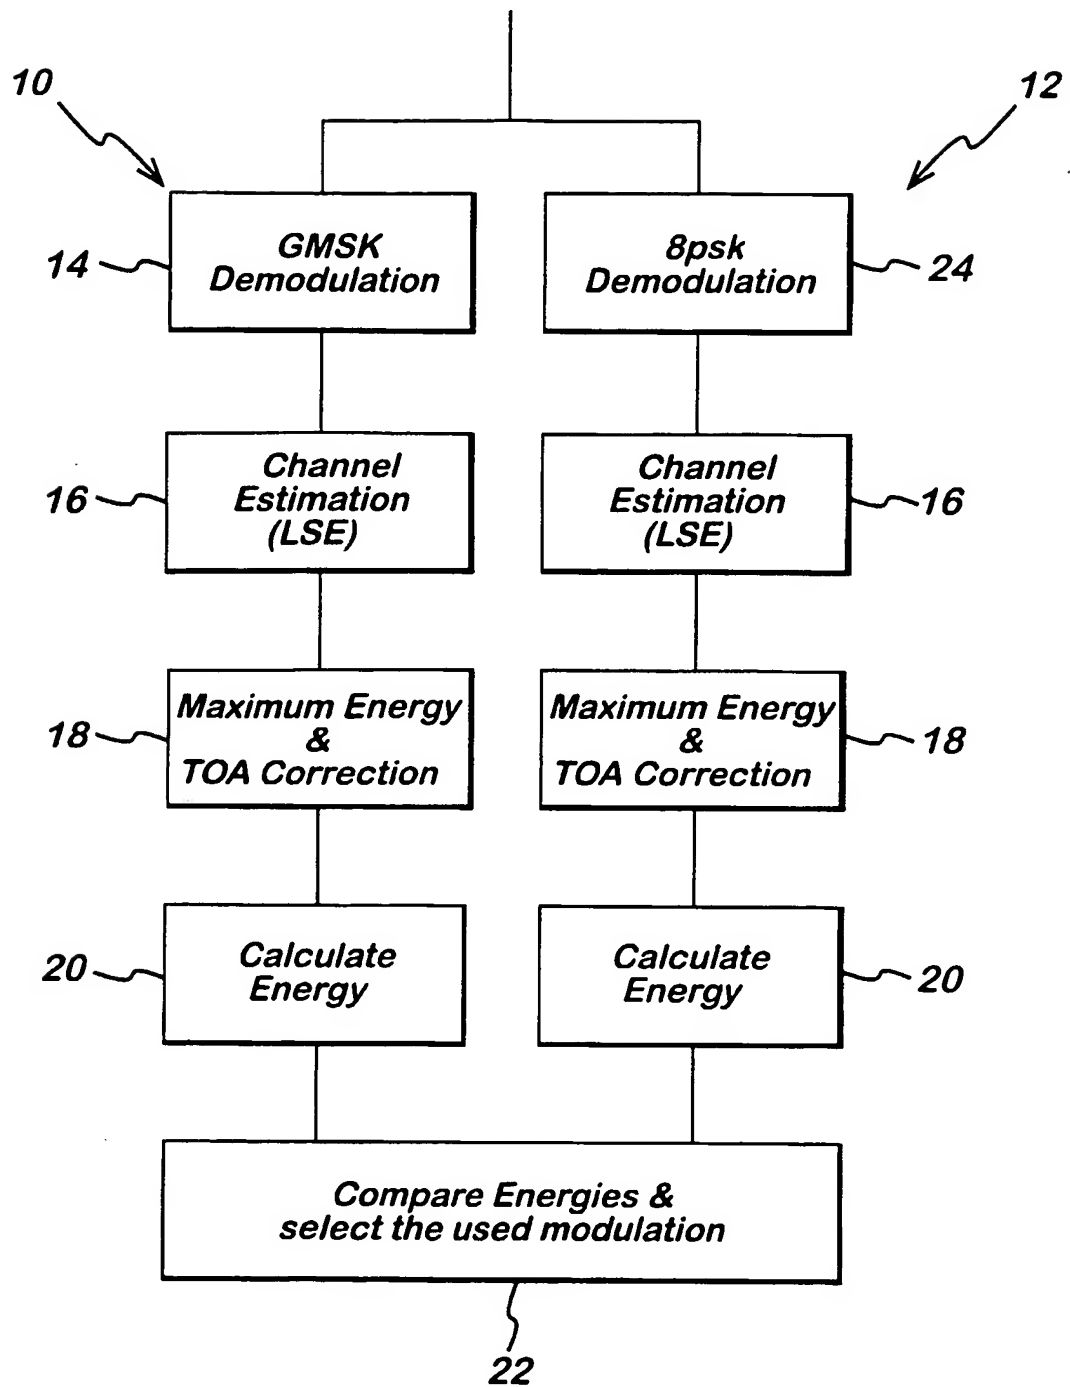 10
12
GMSK
Demodulation
14
8psk
Demodulation
24
Channel
Estimation
(LSE)
16
Channel
Estimation
(LSE)
16
Maximum Energy
&
TOA Correction
18
Maximum Energy
&
TOA Correction
18
Calculate
Energy
20
Calculate
Energy
20
Compare Energies &
select the used modulation
22